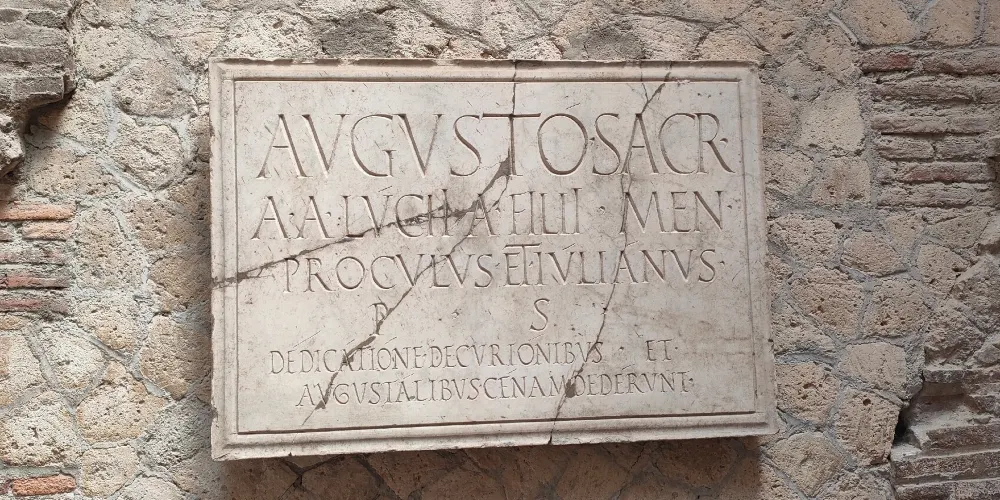 AVGVSTO·SACR·
A·A·LVCII·A·FILII·MEN
PROCVLVS·ET·IVLIANVS·
P S
DEDICATIONE·DECVRIONIBVS·ET·
AVGVSTALIBVS·CENAM·DEDERVNT·